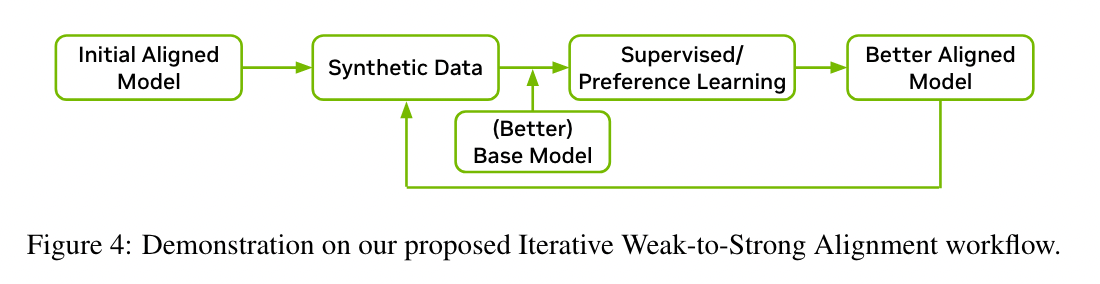 Initial Aligned
Model
Synthetic Data
Supervised/
Preference Learning
Better Aligned
Model
(Better)
Base Model
Figure 4: Demonstration on our proposed Iterative Weak-to-Strong Alignment workflow.